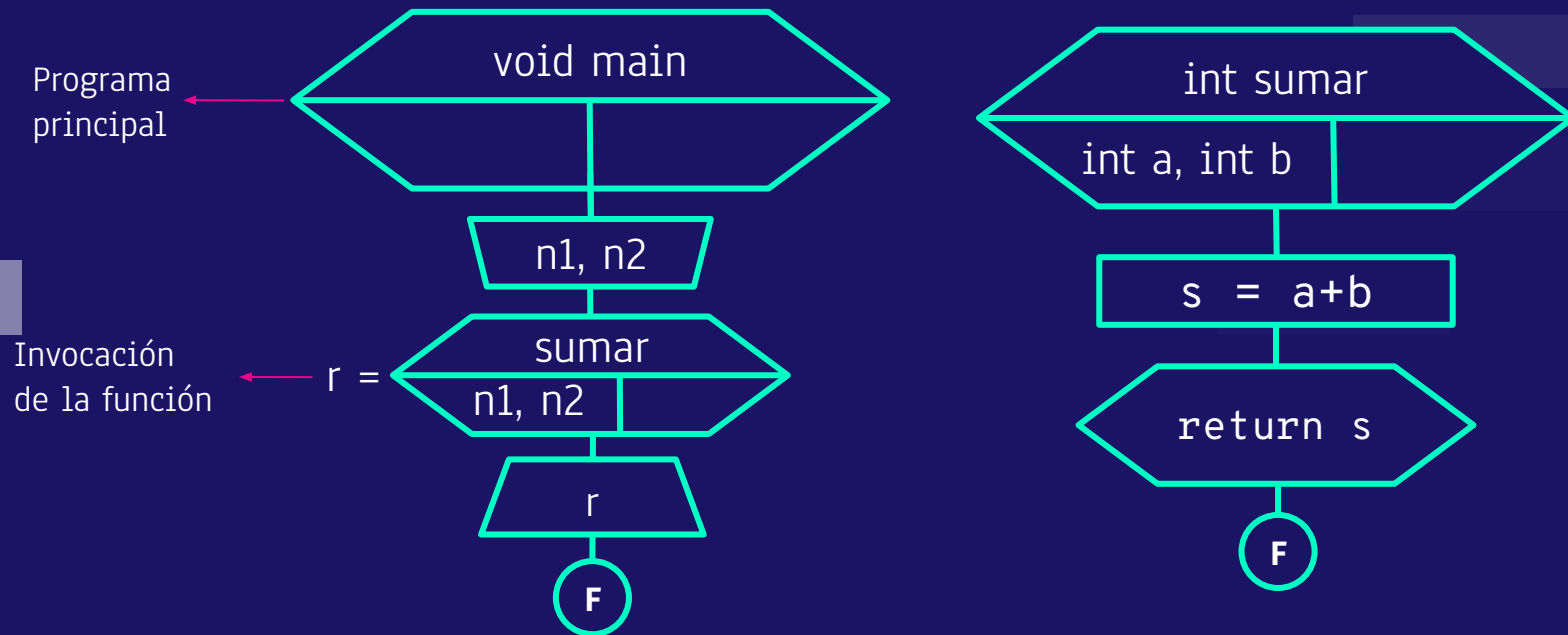 Programa
principal
void main
n1, n2
Invocación
de la función
r =
sumar
n1, n2
r
F
int sumar
int a, int b
s = a+b
return s
F